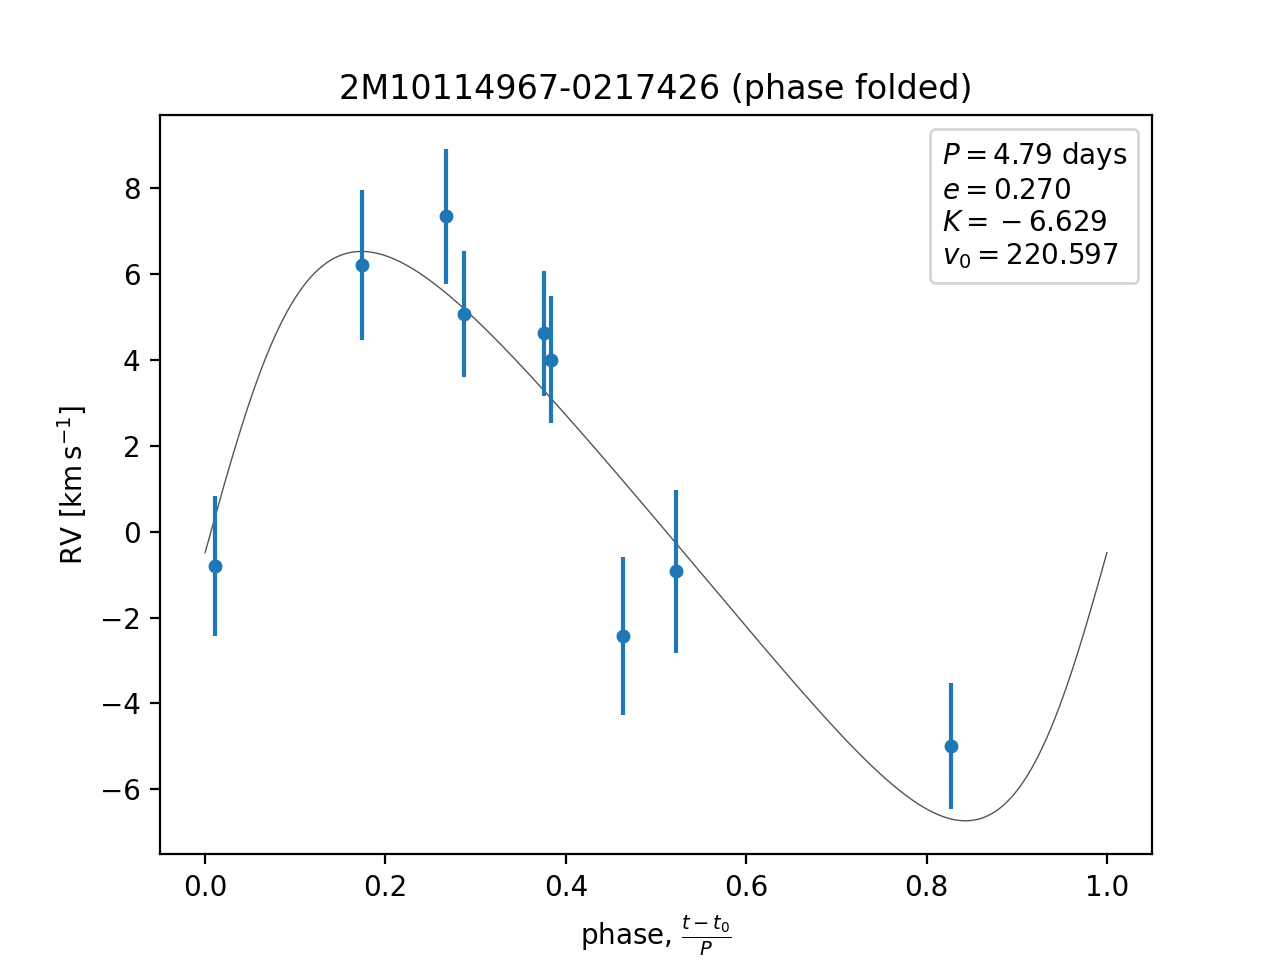 2M10114967-0217426 (phase folded)
P = 4.79 days
e = 0.270
K = −6.629
v₀ = 220.597
8
6
4
2
0
−2
−4
−6
RV [km s⁻¹]
0.0 0.2 0.4 0.6 0.8 1.0
phase, (t − t₀)/P